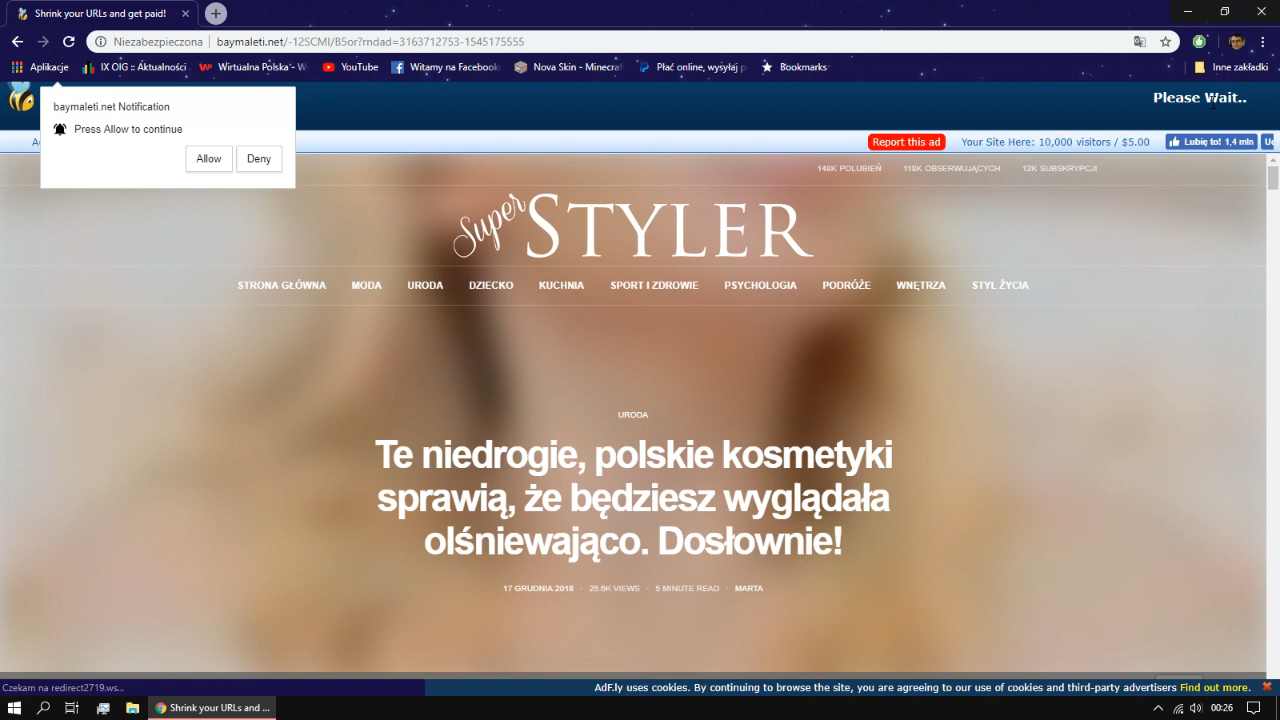 Shrink your URLs and get paid!
Niezabezpieczona | baymaleti.net/-12SCMI/B5or?rndad=3163712753-1545175555
Aplikacje
IX OIG :: Aktualności
Wirtualna Polska - W
YouTube
Witamy na Facebook
Nova Skin - Minecraf
Płać online, wysyłaj p
Bookmarks
Inne zakładki
baymaleti.net Notification
Press Allow to continue
Allow
Deny
Please Wait..
Report this ad
Your Site Here: 10,000 visitors / $5.00
Lubię to! 1,4 mln
148K POLUBIEŃ
118K OBSERWUJĄCYCH
12K SUBSKRYPCJI
Super STYLER
STRONA GŁÓWNA
MODA
URODA
DZIECKO
KUCHNIA
SPORT I ZDROWIE
PSYCHOLOGIA
PODRÓŻE
WNĘTRZA
STYL ŻYCIA
URODA
Te niedrogie, polskie kosmetyki
sprawią, że będziesz wyglądała
olśniewająco. Dosłownie!
17 GRUDNIA 2018 · 25.6K VIEWS · 5 MINUTE READ · MARTA
Czekam na redirect2719.ws...
AdF.ly uses cookies. By continuing to browse the site, you are agreeing to our use of cookies and third-party advertisers Find out more.
Shrink your URLs and ...
00:26